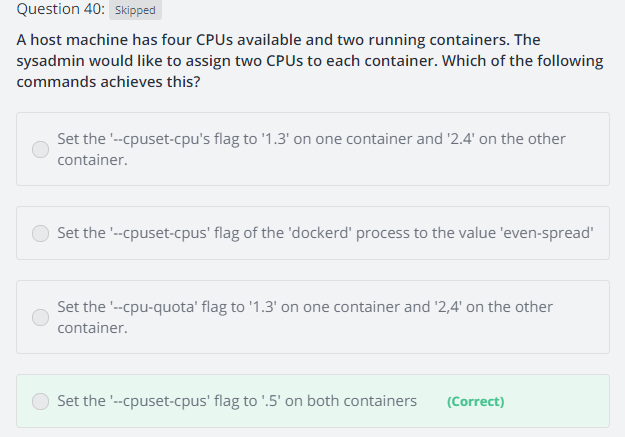 Question 40: Skipped
A host machine has four CPUs available and two running containers. The
sysadmin would like to assign two CPUs to each container. Which of the following
commands achieves this?
Set the '--cpuset-cpu's flag to '1.3' on one container and '2.4' on the other
container.
Set the '--cpuset-cpus' flag of the 'dockerd' process to the value 'even-spread'
Set the '--cpu-quota' flag to '1.3' on one container and '2,4' on the other
container.
Set the '--cpuset-cpus' flag to '.5' on both containers (Correct)